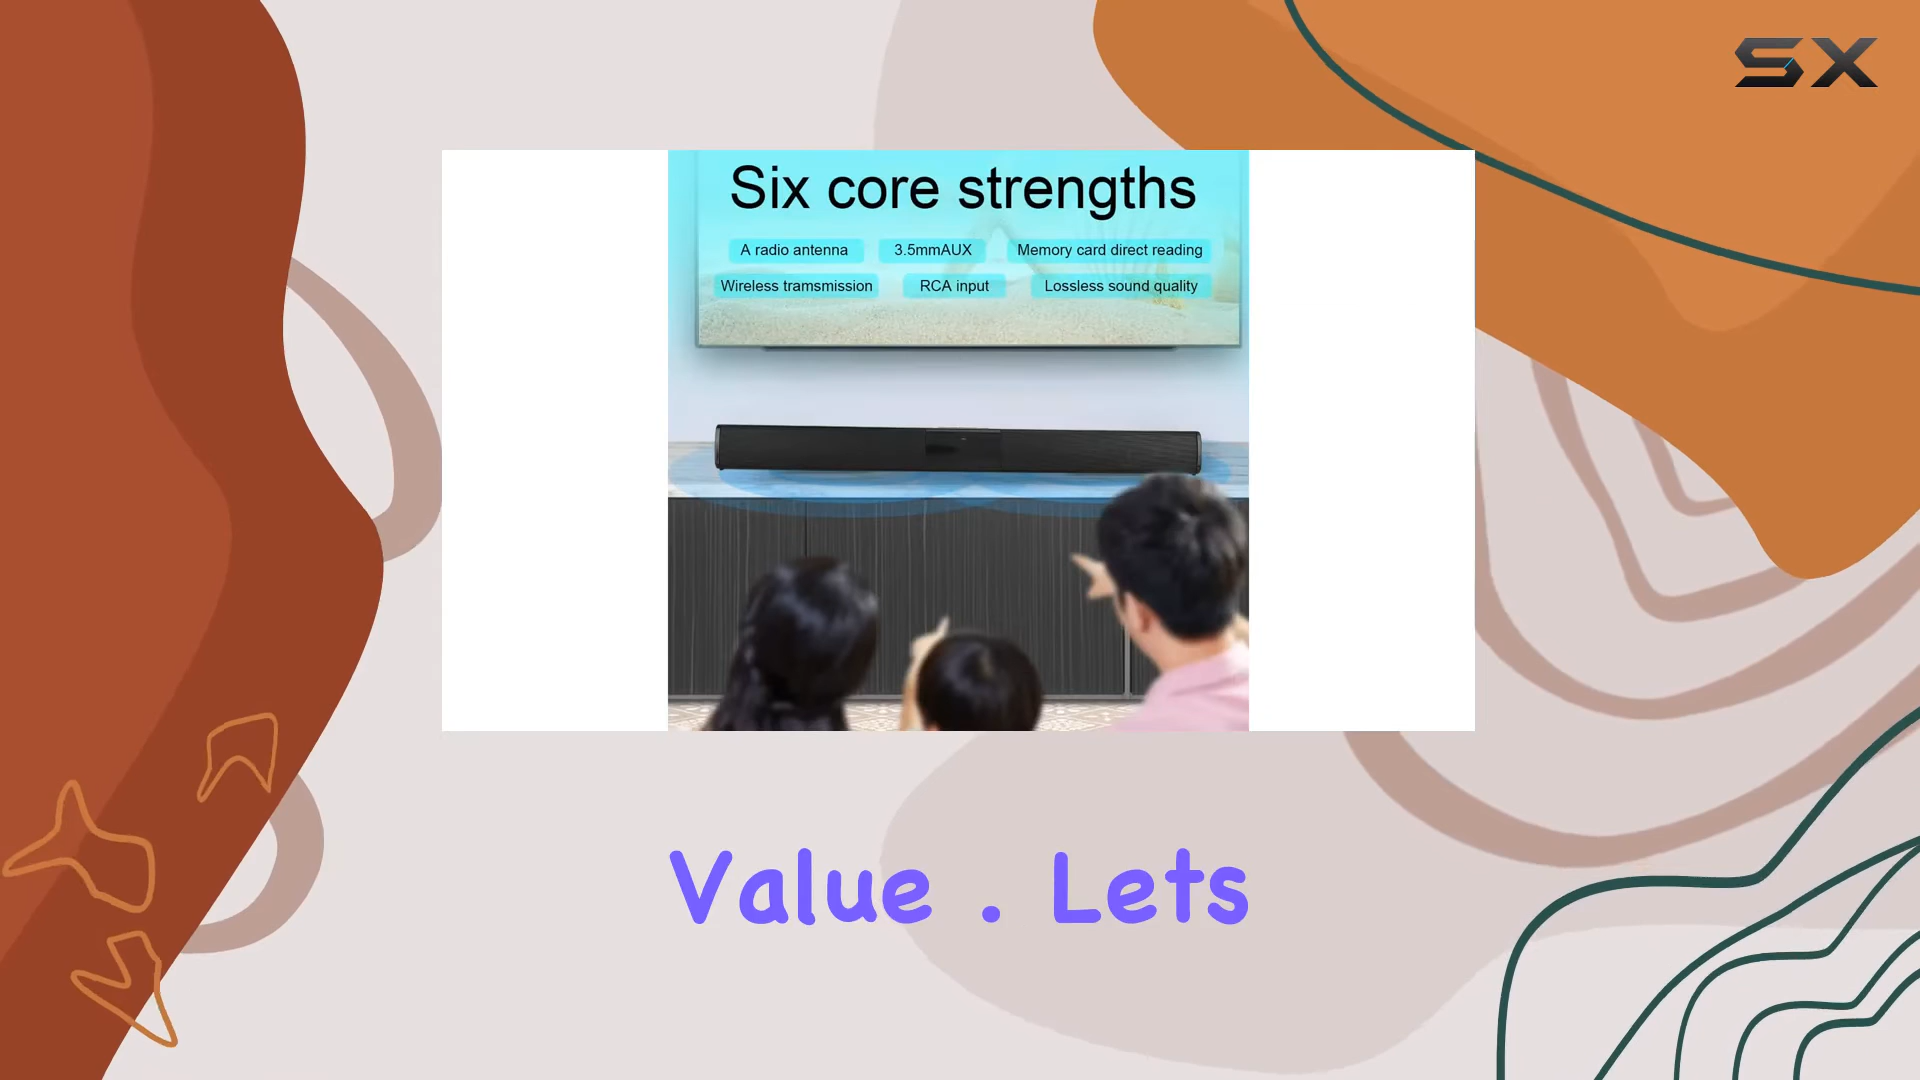 SX
Six core strengths
A radio antenna 3.5mmAUX Memory card direct reading
Wireless tramsmission RCA input Lossless sound quality
Value . Lets